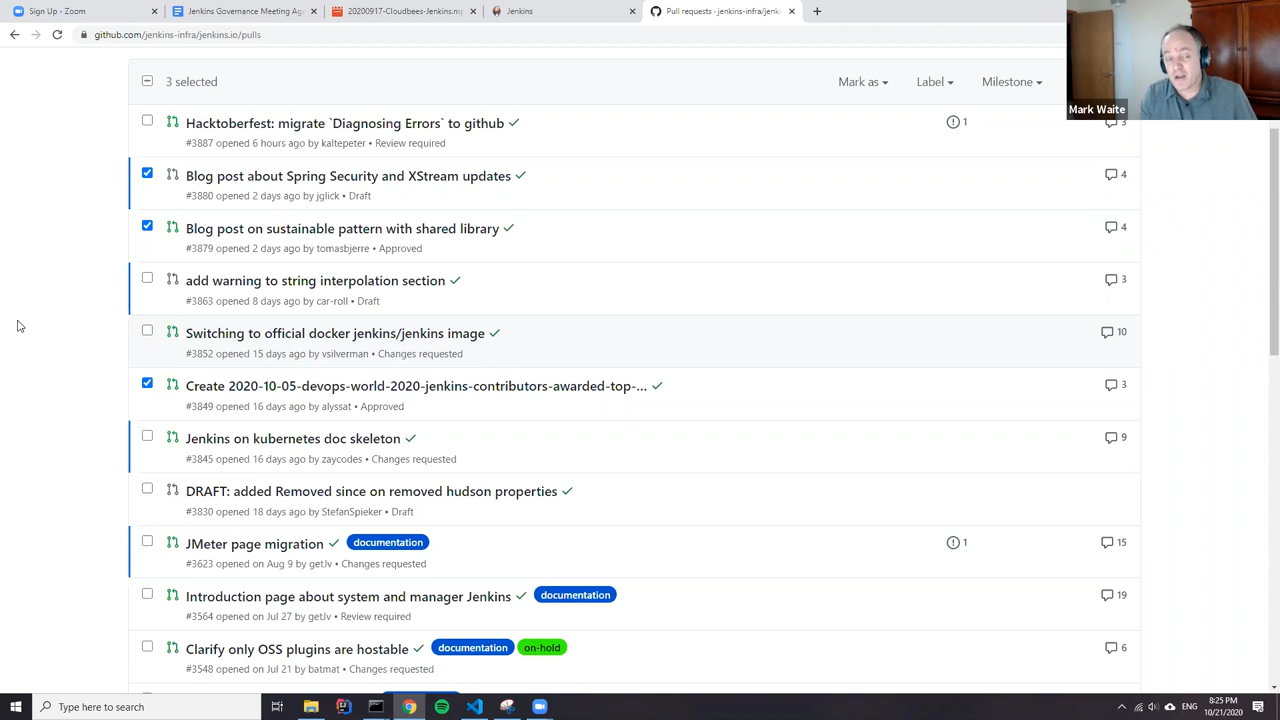 Sign Up - Zoom
Jenkins Governance Meeting Ag
20200917-Cloudbees-Jenkins.m
Jenkins
Pull requests · jenkins-infra/jenki
github.com/jenkins-infra/jenkins.io/pulls
Mark Waite
3 selected
Mark as
Label
Milestone
Hacktoberfest: migrate `Diagnosing Errors` to github
1
3
#3887 opened 6 hours ago by kaltepeter • Review required
Blog post about Spring Security and XStream updates
4
#3880 opened 2 days ago by jglick • Draft
Blog post on sustainable pattern with shared library
4
#3879 opened 2 days ago by tomasbjerre • Approved
add warning to string interpolation section
3
#3863 opened 8 days ago by car-roll • Draft
Switching to official docker jenkins/jenkins image
10
#3852 opened 15 days ago by vsilverman • Changes requested
Create 2020-10-05-devops-world-2020-jenkins-contributors-awarded-top-...
3
#3849 opened 16 days ago by alyssat • Approved
Jenkins on kubernetes doc skeleton
9
#3845 opened 16 days ago by zaycodes • Changes requested
DRAFT: added Removed since on removed hudson properties
#3830 opened 18 days ago by StefanSpieker • Draft
JMeter page migration
documentation
1
15
#3623 opened on Aug 9 by getJv • Changes requested
Introduction page about system and manager Jenkins
documentation
19
#3564 opened on Jul 27 by getJv • Review required
Clarify only OSS plugins are hostable
documentation
on-hold
6
#3548 opened on Jul 21 by batmat • Changes requested
Type here to search
ENG
8:25 PM
10/21/2020